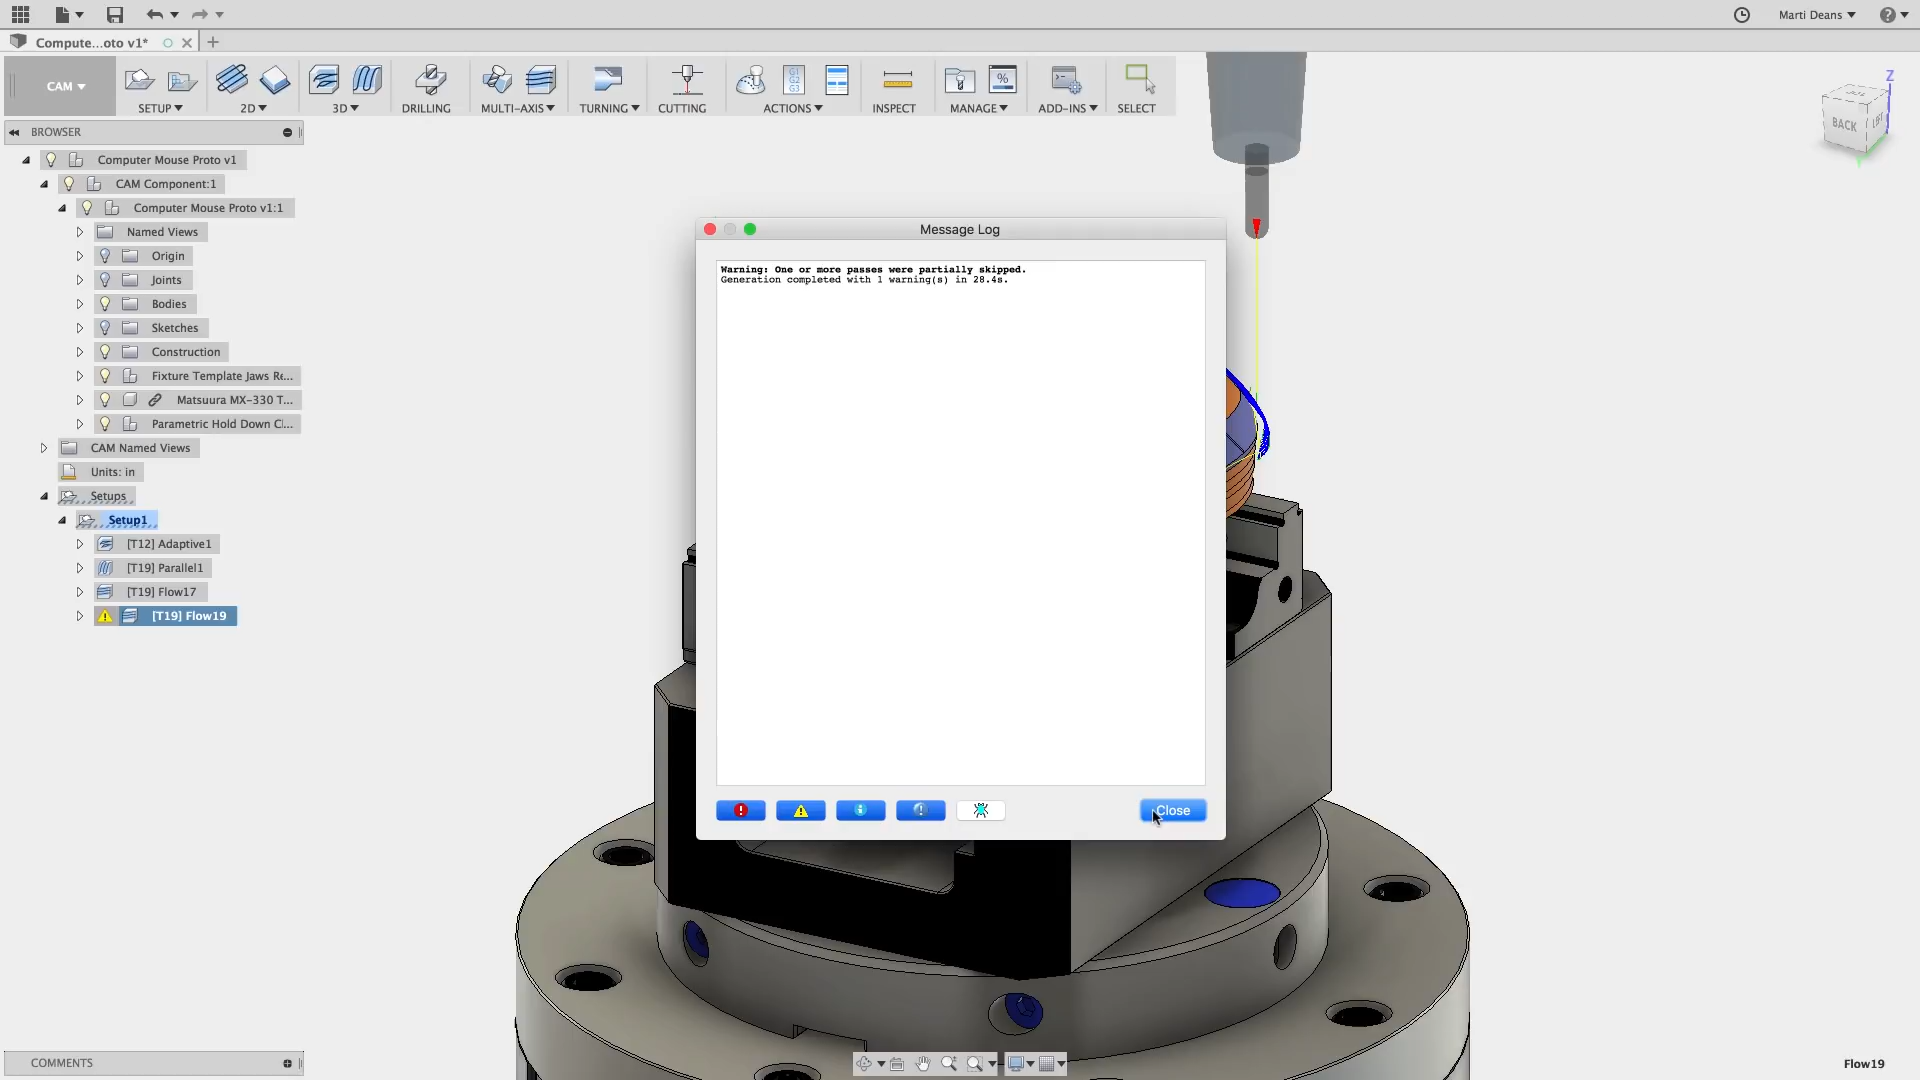 Marti Deans
Compute...oto v1*
CAM
SETUP
2D
3D
DRILLING
MULTI-AXIS
TURNING
CUTTING
G1
G2
G3
ACTIONS
INSPECT
%
MANAGE
ADD-INS
SELECT
Z
BACK
BROWSER
Computer Mouse Proto v1
CAM Component:1
Computer Mouse Proto v1:1
Named Views
Origin
Joints
Bodies
Sketches
Construction
Fixture Template Jaws Re...
Matsuura MX-330 T...
Parametric Hold Down Cl...
CAM Named Views
Units: in
Setups
Setup1
[T12] Adaptive1
[T19] Parallel1
[T19] Flow17
[T19] Flow19
Message Log
Warning: One or more passes were partially skipped.
Generation completed with 1 warning(s) in 28.4s.
Close
COMMENTS
Flow19